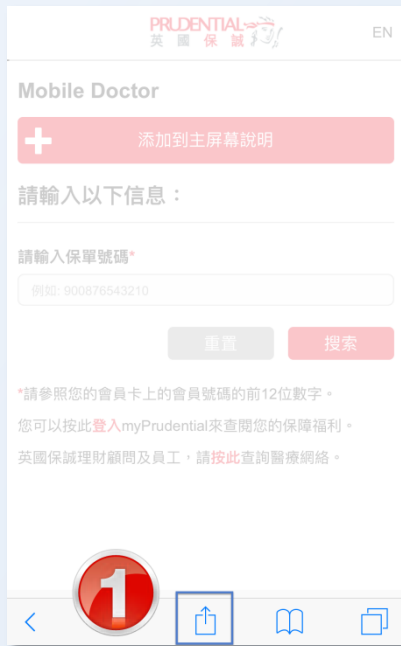 PRUDENTIAL
英國保誠
EN
Mobile Doctor
添加到主屏幕説明
請輸入以下信息：
請輸入保單號碼*
例如: 900876543210
重置
搜索
*請參照您的會員卡上的會員號碼的前12位數字。
您可以按此登入myPrudential來查閱您的保障福利。
英國保誠理財顧問及員工，請按此查詢醫療網絡。
1